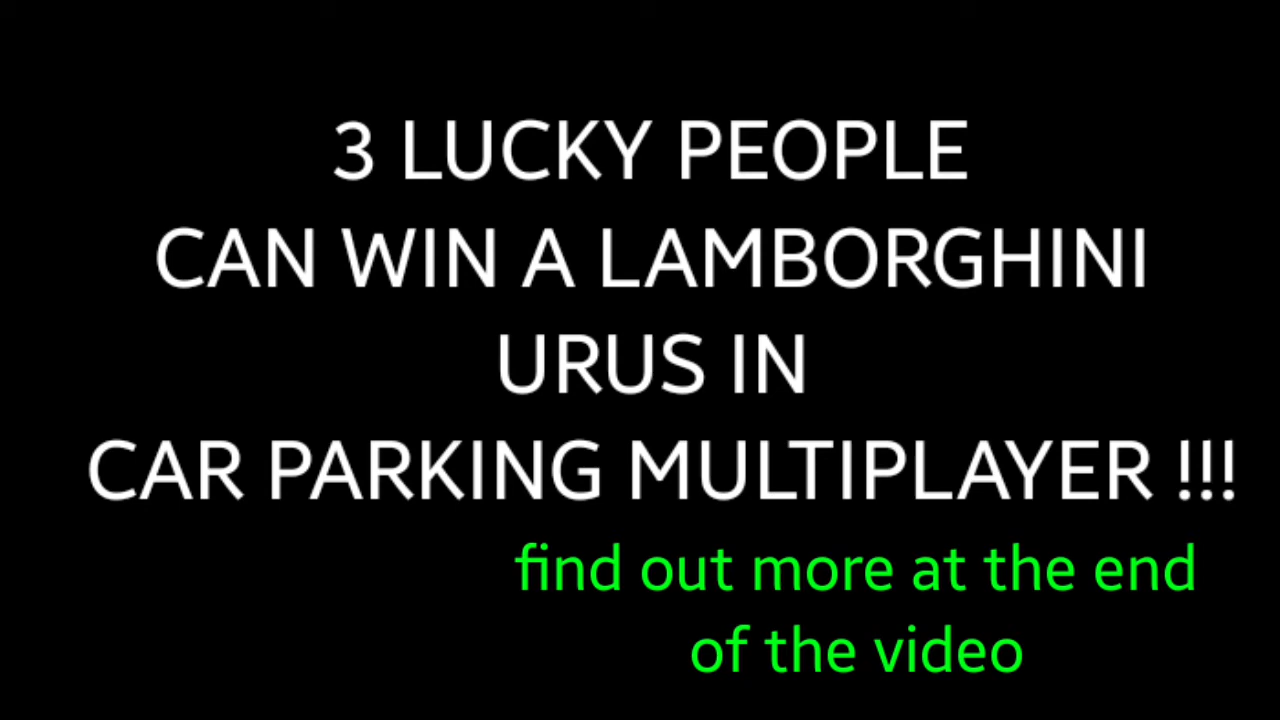 3 LUCKY PEOPLE
CAN WIN A LAMBORGHINI
URUS IN
CAR PARKING MULTIPLAYER !!!
find out more at the end
of the video